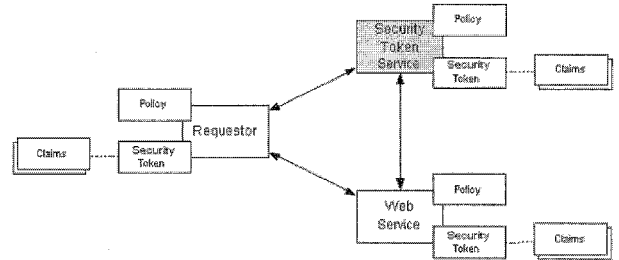 Policy
Security
Token
Service
Security
Token
Claims
Policy
Requestor
Claims
Security
Token
Policy
Web
Service
Security
Token
Claims